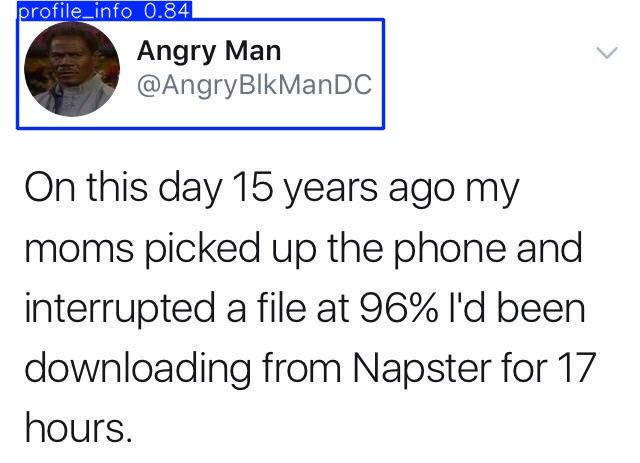 profile_info 0.84
Angry Man
@AngryBlkManDC
On this day 15 years ago my
moms picked up the phone and
interrupted a file at 96% I'd been
downloading from Napster for 17
hours.